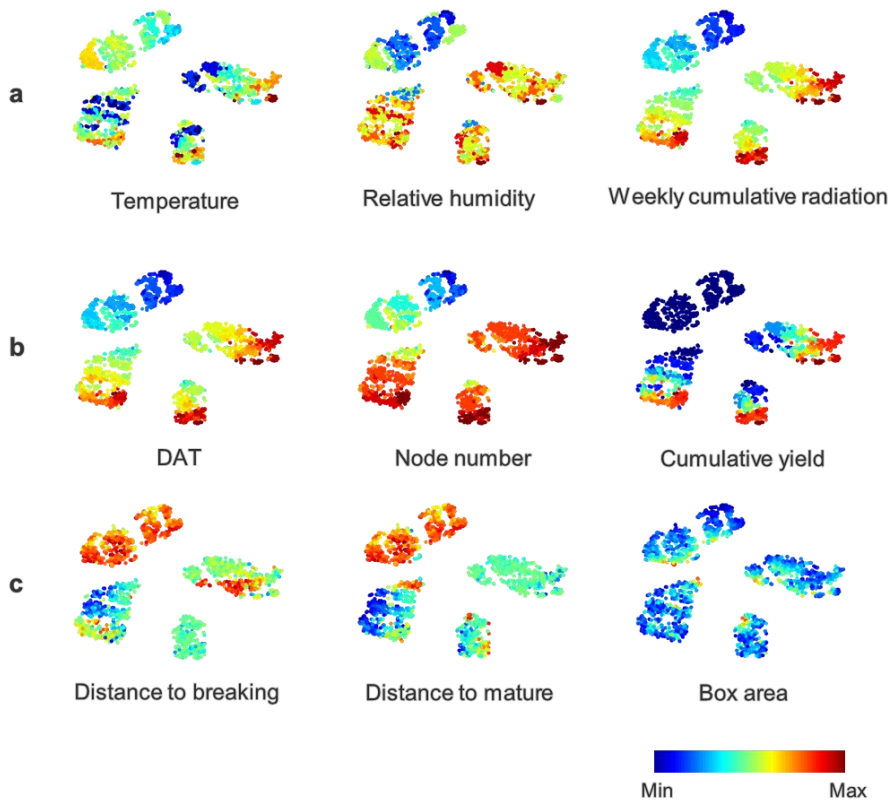 a
Temperature
Relative humidity
Weekly cumulative radiation
b
DAT
Node number
Cumulative yield
c
Distance to breaking
Distance to mature
Box area
Min
Max